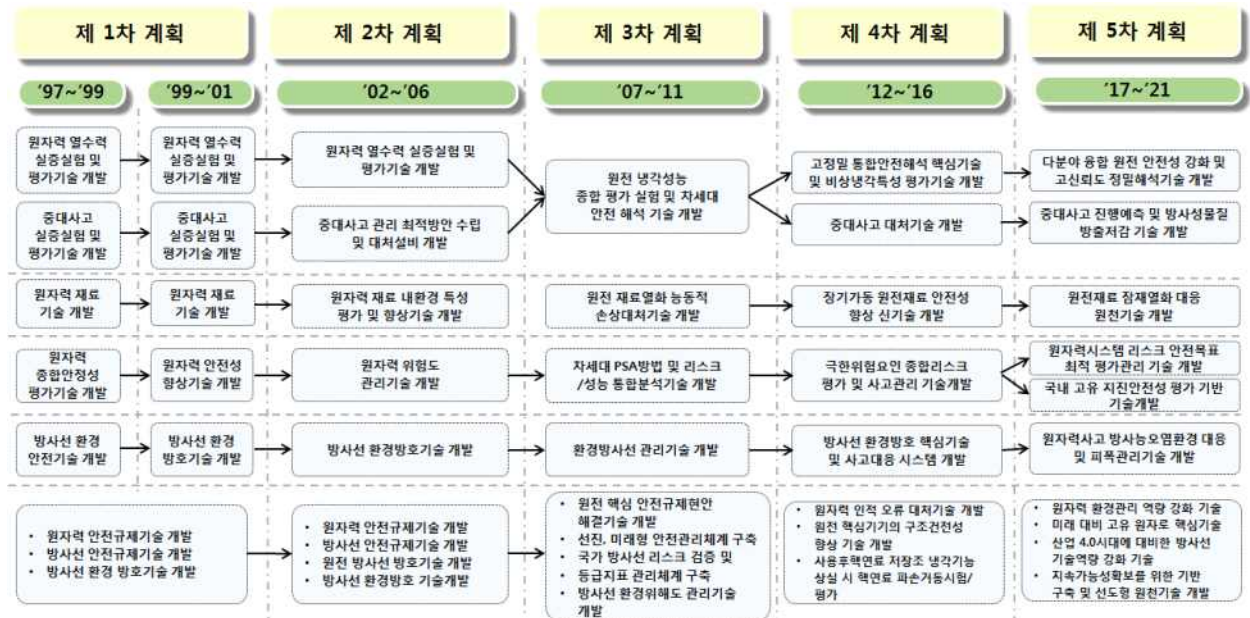 제 1차 계획
제 2차 계획
제 3차 계획
제 4차 계획
제 5차 계획
'97~'99
'99~'01
'02~'06
'07~'11
'12~'16
'17~'21
원자력 열수력
실증실험 및
평가기술 개발
원자력 열수력
실증실험 및
평가기술 개발
원자력 열수력 실증실험 및
평가기술 개발
원전 냉각성능
종합 평가 실험 및 차세대
안전 해석 기술 개발
고정밀 통합안전해석 핵심기술
및 비상냉각특성 평가기술 개발
다분야 융합 원전 안전성 강화 및
고신뢰도 정밀해석기술 개발
중대사고
실증실험 및
평가기술 개발
중대사고
실증실험 및
평가기술 개발
중대사고 관리 최적방안 수립
및 대처설비 개발
중대사고 대처기술 개발
중대사고 진행예측 및 방사성물질
방출저감 기술 개발
원자력 재료
기술 개발
원자력 재료
기술 개발
원자력 재료 내환경 특성
평가 및 향상기술 개발
원전 재료열화 능동적
손상대처기술 개발
장기가동 원전재료 안전성
향상 신기술 개발
원전재료 잠재열화 대응
원천기술 개발
원자력
종합안정성
평가기술 개발
원자력 안전성
향상기술 개발
원자력 위험도
관리기술 개발
차세대 PSA방법 및 리스크
/성능 통합분석기술 개발
극한위험요인 종합리스크
평가 및 사고관리 기술개발
원자력시스템 리스크 안전목표
최적 평가관리 기술 개발
국내 고유 지진안전성 평가 기반
기술개발
방사선 환경
안전기술 개발
방사선 환경
방호기술 개발
방사선 환경방호기술 개발
환경방사선 관리기술 개발
방사선 환경방호 핵심기술
및 사고대응 시스템 개발
원자력사고 방사능오염환경 대응
및 피폭관리기술 개발
• 원자력 안전규제기술 개발
• 방사선 안전규제기술 개발
• 방사선 환경 방호기술 개발
• 원자력 안전규제기술 개발
• 방사선 안전규제기술 개발
• 원전 방사선 방호기술 개발
• 방사선 환경방호 기술개발
• 원전 핵심 안전규제현안
해결기술 개발
• 선진, 미래형 안전관리체계 구축
• 국가 방사선 리스크 검증 및
• 등급지표 관리체계 구축
• 방사선 환경위해도 관리기술
개발
• 원자력 인적 오류 대처기술 개발
• 원전 핵심기기의 구조건전성
향상 기술 개발
• 사용후핵연료 저장조 냉각기능
상실 시 핵연료 파손거동시험/
평가
• 원자력 환경관리 역량 강화 기술
• 미래 대비 고유 원자로 핵심기술
• 산업 4.0시대에 대비한 방사선
기술역량 강화 기술
• 지속가능성확보를 위한 기반
구축 및 선도형 원천기술 개발